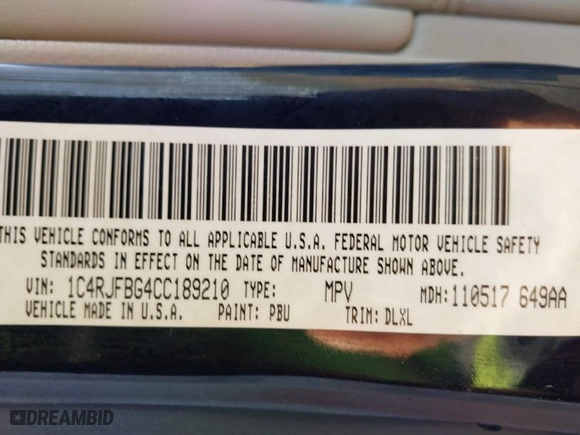 THIS VEHICLE CONFORMS TO ALL APPLICABLE U.S.A. FEDERAL MOTOR VEHICLE SAFETY
STANDARDS IN EFFECT ON THE DATE OF MANUFACTURE SHOWN ABOVE.
VIN: 1C4RJFBG4CC189210 TYPE: MPV MDH: 110517 649AA
VEHICLE MADE IN U.S.A. PAINT: PBU TRIM: DLXL
DREAMBID